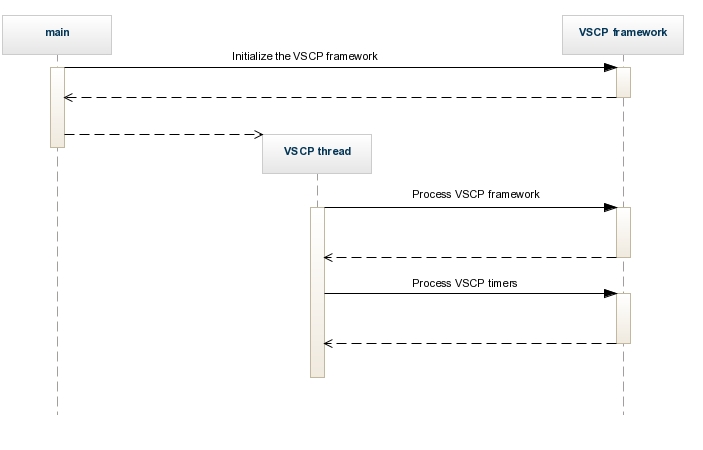 main
VSCP framework
Initialize the VSCP framework
VSCP thread
Process VSCP framework
Process VSCP timers